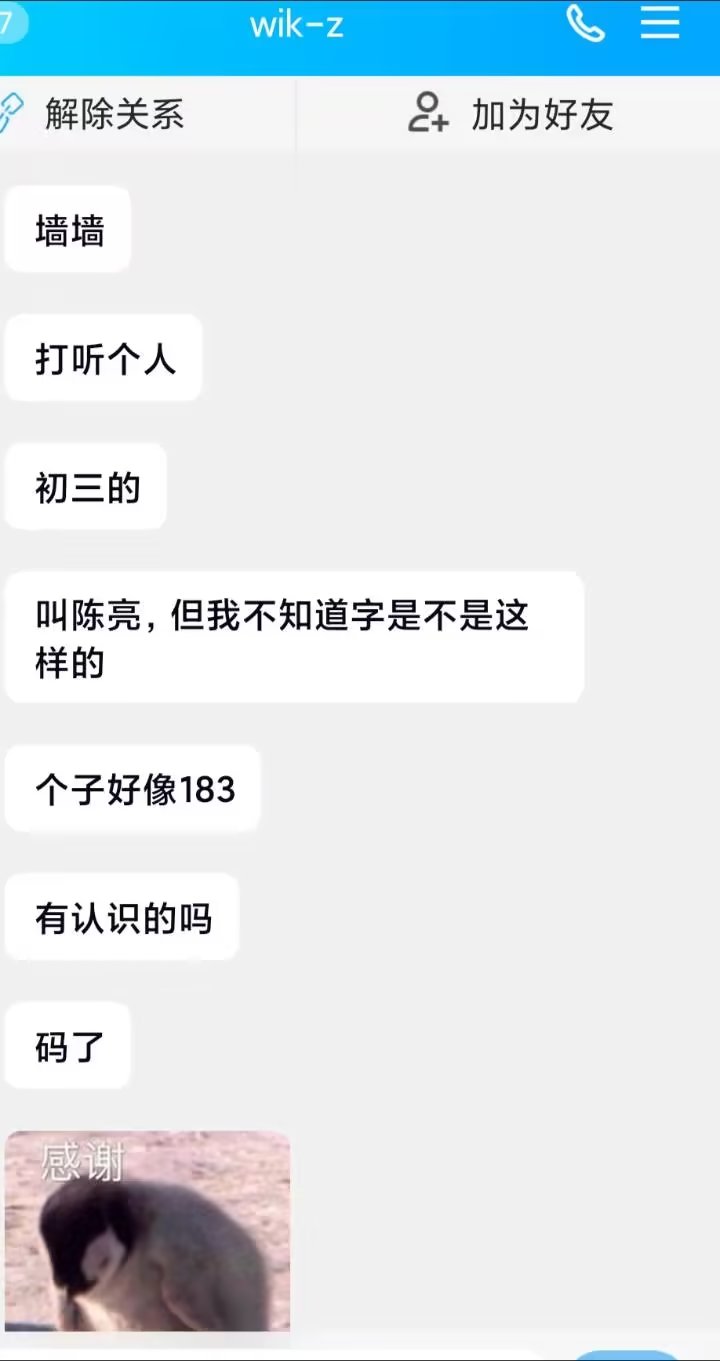 7
wik-z
解除关系
加为好友
墙墙
打听个人
初三的
叫陈亮，但我不知道字是不是这
样的
个子好像183
有认识的吗
码了
感谢